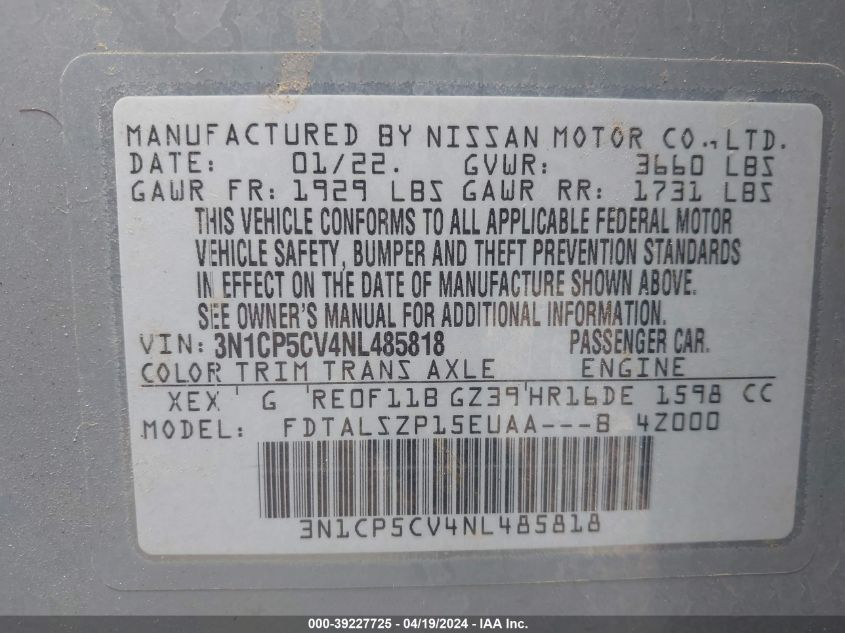 MANUFACTURED BY NISSAN MOTOR CO.,LTD.
DATE: 01/22. GVWR: 3660 LBS
GAWR FR: 1929 LBS GAWR RR: 1731 LBS
THIS VEHICLE CONFORMS TO ALL APPLICABLE FEDERAL MOTOR
VEHICLE SAFETY, BUMPER AND THEFT PREVENTION STANDARDS
IN EFFECT ON THE DATE OF MANUFACTURE SHOWN ABOVE.
SEE OWNER'S MANUAL FOR ADDITIONAL INFORMATION.
VIN: 3N1CP5CV4NL485818 PASSENGER CAR.
COLOR TRIM TRANS AXLE ENGINE
XEX G RE0F11B GZ39 HR16DE 1598 CC
MODEL: FDTALSZP15EUAA---B 4Z000
3N1CP5CV4NL485818
000-39227725 - 04/19/2024 - IAA Inc.